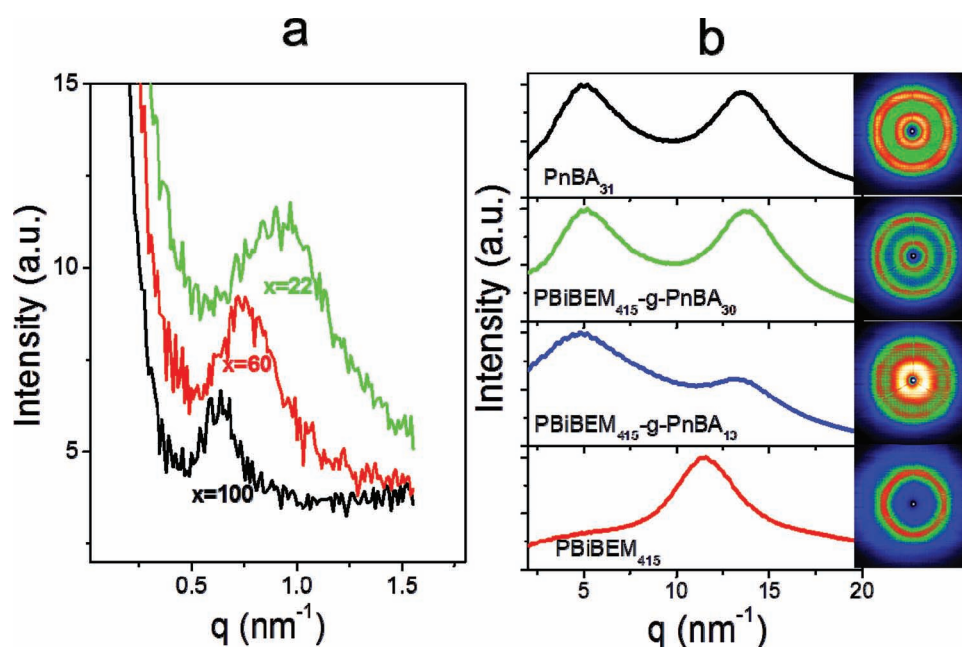 a
b
15
10
5
Intensity (a.u.)
x=22
x=60
x=100
0.5
1.0
1.5
q (nm⁻¹)
Intensity (a.u.)
PnBA₃₁
PBiBEM₄₁₅-g-PnBA₃₀
PBiBEM₄₁₅-g-PnBA₁₃
PBiBEM₄₁₅
5
10
15
20
q (nm⁻¹)